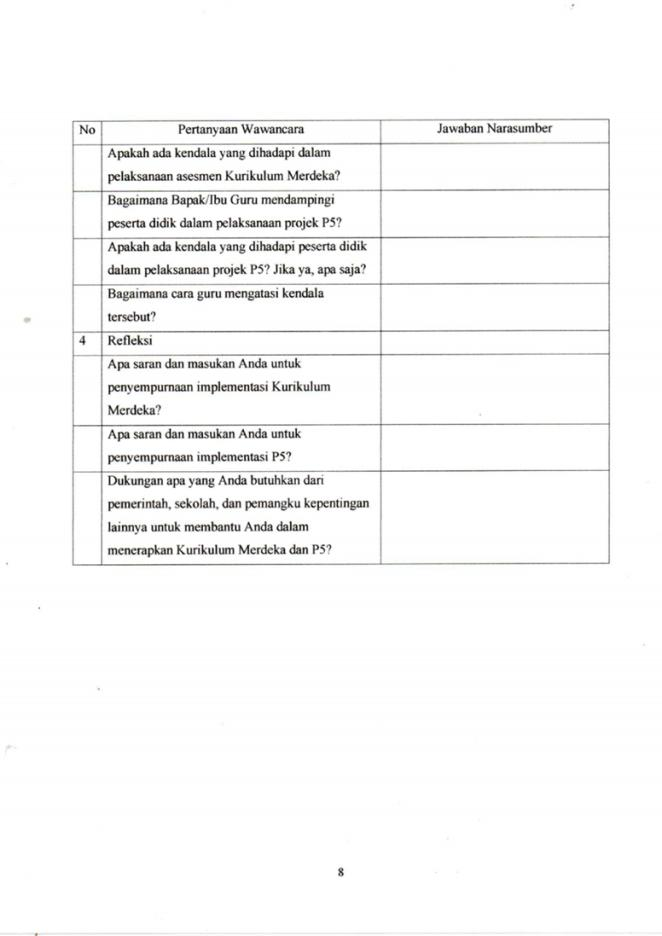 No Pertanyaan Wawancara Jawaban Narasumber
Apakah ada kendala yang dihadapi dalam
pelaksanaan asesmen Kurikulum Merdeka?
Bagaimana Bapak/Ibu Guru mendampingi
peserta didik dalam pelaksanaan projek P5?
Apakah ada kendala yang dihadapi peserta didik
dalam pelaksanaan projek P5? Jika ya, apa saja?
Bagaimana cara guru mengatasi kendala
tersebut?
4 Refleksi
Apa saran dan masukan Anda untuk
penyempurnaan implementasi Kurikulum
Merdeka?
Apa saran dan masukan Anda untuk
penyempurnaan implementasi P5?
Dukungan apa yang Anda butuhkan dari
pemerintah, sekolah, dan pemangku kepentingan
lainnya untuk membantu Anda dalam
menerapkan Kurikulum Merdeka dan P5?
8